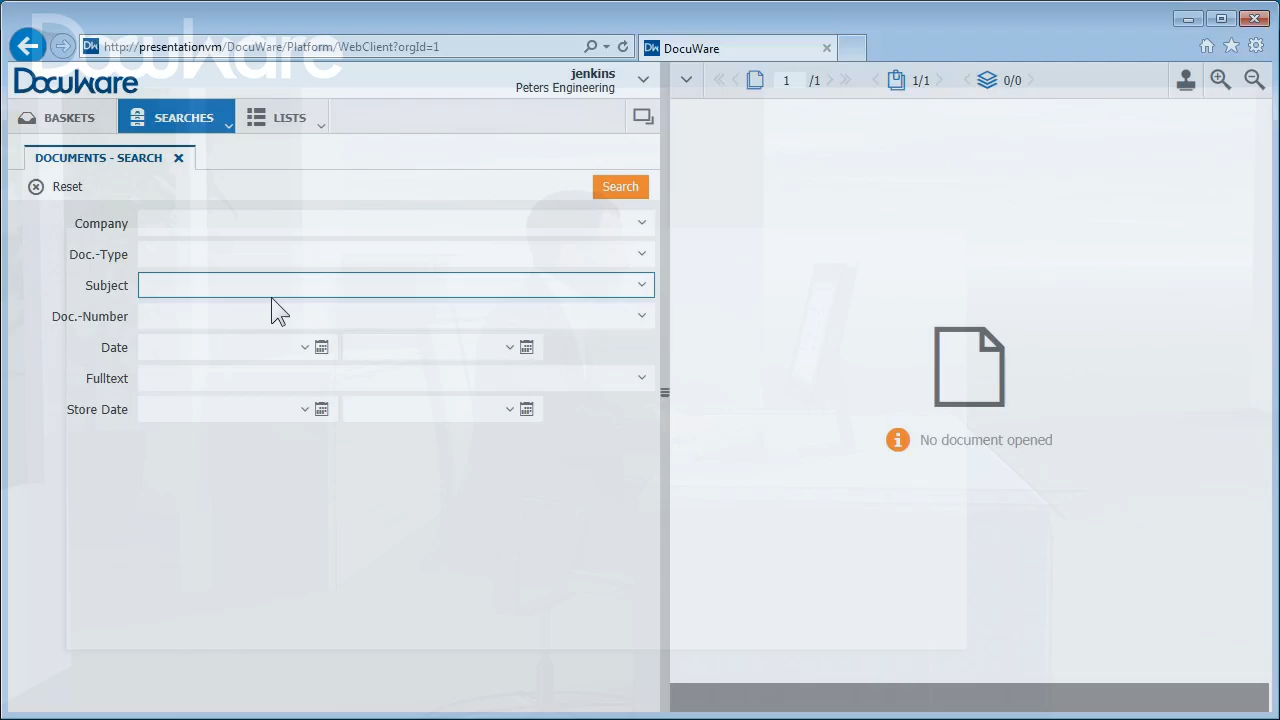 DocuWare
http://presentationvm/DocuWare/Platform/WebClient?orgId=1
DW DocuWare
DocuWare
jenkins
Peters Engineering
1 /1
1/1
0/0
BASKETS
SEARCHES
LISTS
DOCUMENTS - SEARCH
Reset
Search
Company
Doc.-Type
Subject
Doc.-Number
Date
Fulltext
Store Date
No document opened